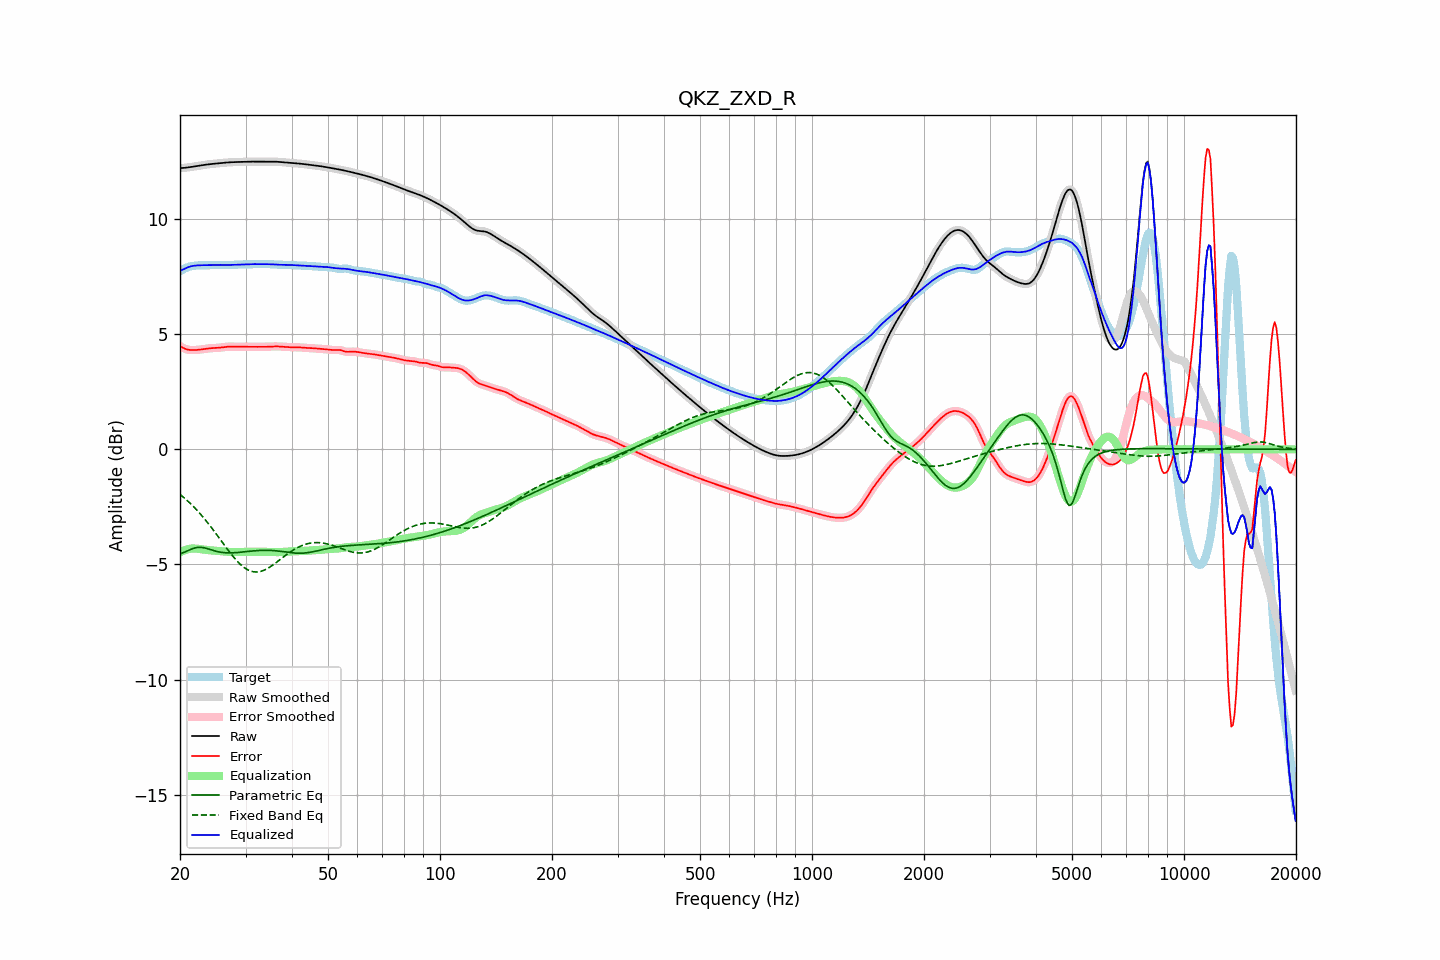 QKZ_ZXD_R
Amplitude (dBr)
10
5
0
−5
−10
−15
Target
Raw Smoothed
Error Smoothed
Raw
Error
Equalization
Parametric Eq
Fixed Band Eq
Equalized
20 50 100 200 500 1000 2000 5000 10000 20000
Frequency (Hz)